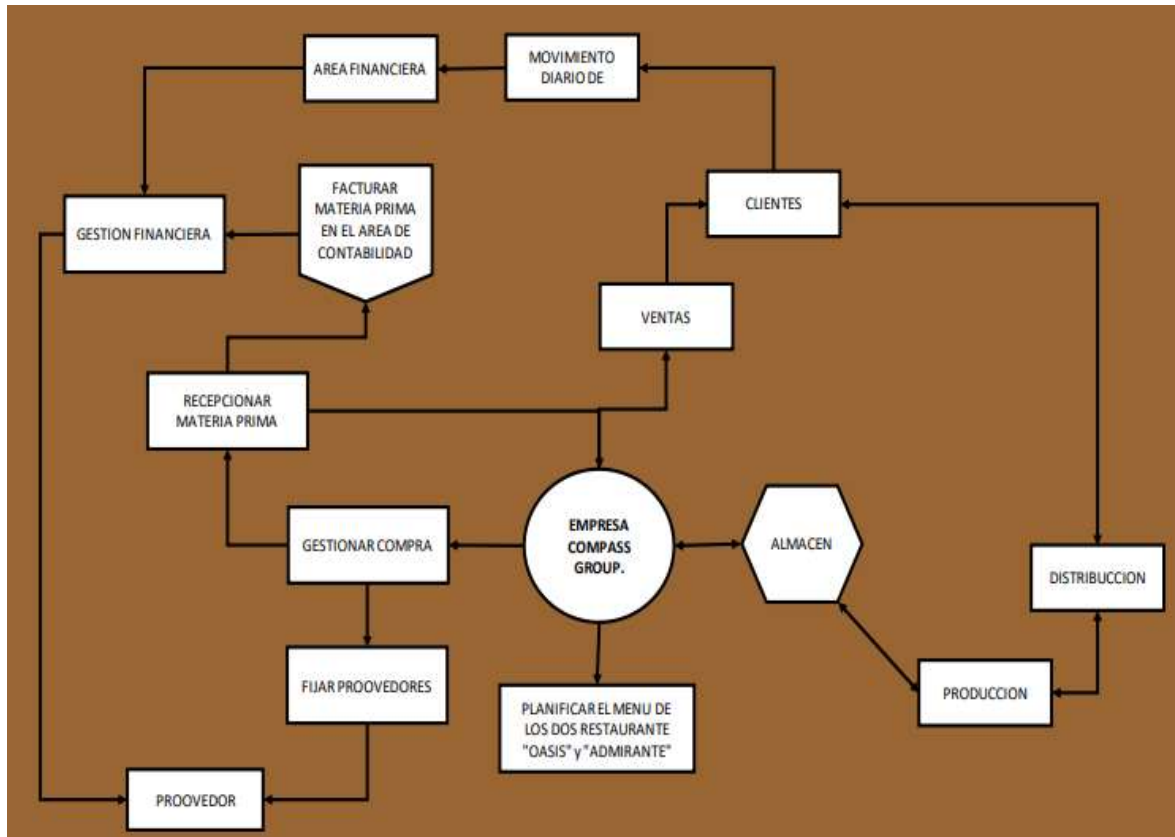 MOVIMIENTO
DIARIO DE
AREA FINANCIERA
FACTURAR
MATERIA PRIMA
EN EL AREA DE
CONTABILIDAD
CLIENTES
GESTION FINANCIERA
VENTAS
RECEPCIONAR
MATERIA PRIMA
GESTIONAR COMPRA
EMPRESA
COMPASS
GROUP.
ALMACEN
DISTRIBUCCION
FIJAR PROOVEDORES
PRODUCCION
PLANIFICAR EL MENU DE
LOS DOS RESTAURANTE
"OASIS" y "ADMIRANTE"
PROOVEDOR